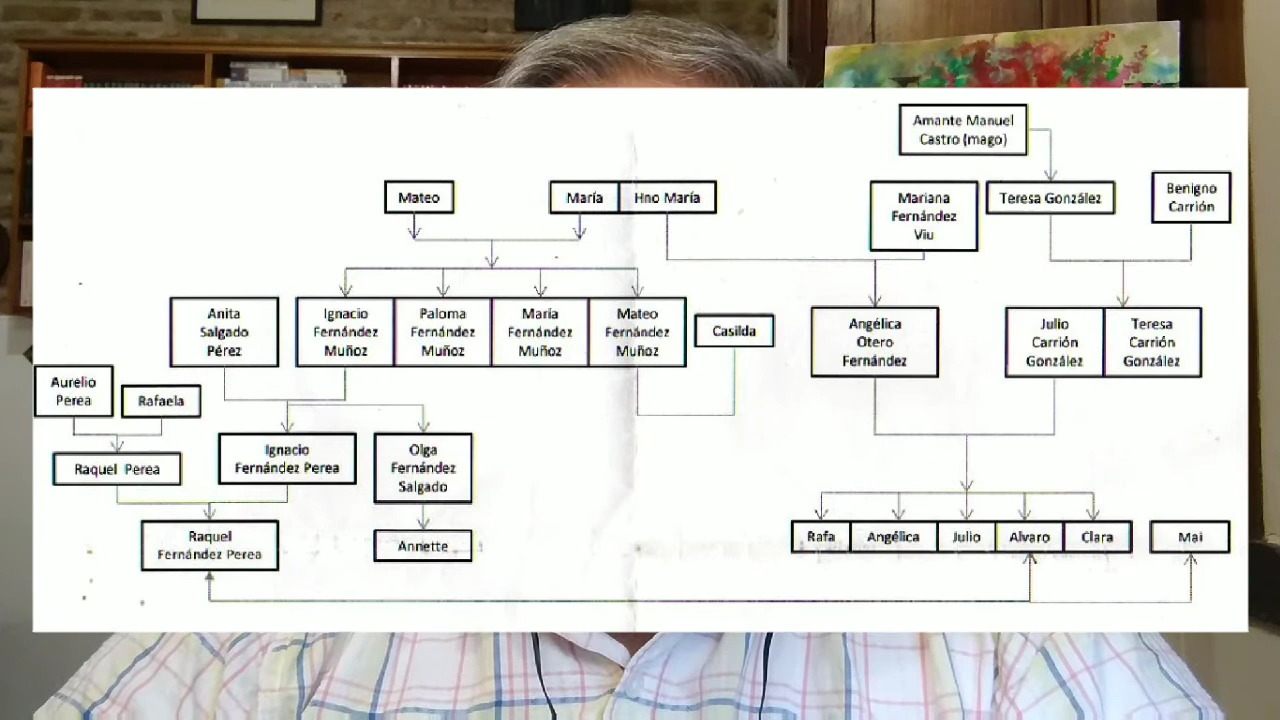 Amante Manuel
Castro (mago)
Mateo
María
Hno María
Mariana
Fernández
Viu
Teresa González
Benigno
Carrión
Anita
Salgado
Pérez
Ignacio
Fernández
Muñoz
Paloma
Fernández
Muñoz
María
Fernández
Muñoz
Mateo
Fernández
Muñoz
Casilda
Angélica
Otero
Fernández
Julio
Carrión
González
Teresa
Carrión
González
Aurelio
Perea
Rafaela
Raquel Perea
Ignacio
Fernández Perea
Olga
Fernández
Salgado
Raquel
Fernández Perea
Annette
Rafa
Angélica
Julio
Alvaro
Clara
Mai